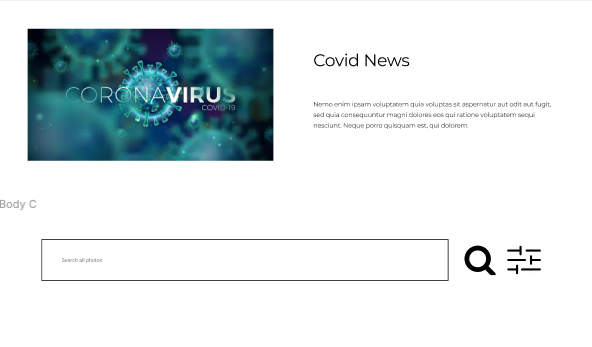 CORONAVIRUS
COVID-19
Covid News
Nemo enim ipsam voluptatem quia voluptas sit aspernatur aut odit aut fugit,
sed quia consequuntur magni dolores eos qui ratione voluptatem sequi
nesciunt. Neque porro quisquam est, qui dolorem.
Body C
Search all photos